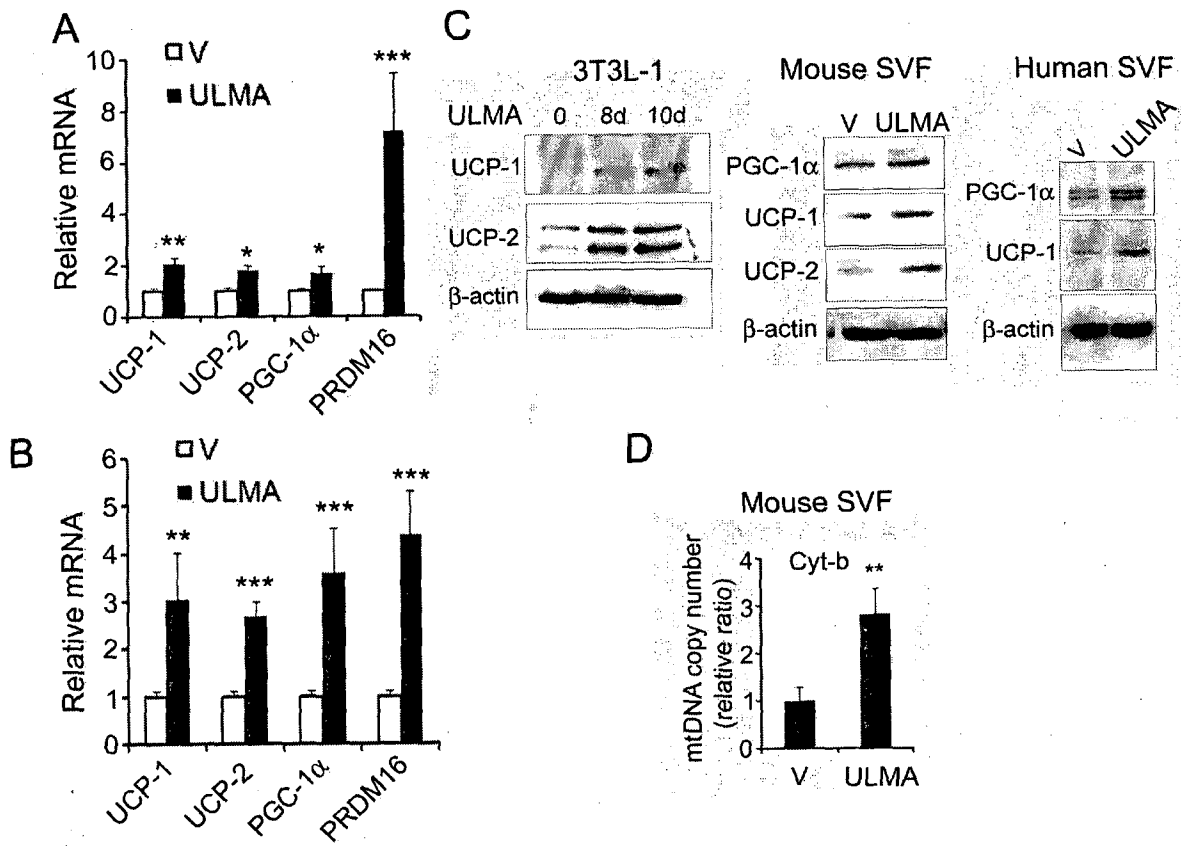 A
V
ULMA
Relative mRNA
10
8
6
4
2
0
**
*
*
***
UCP-1
UCP-2
PGC-1α
PRDM16
B
V
ULMA
Relative mRNA
6
5
4
3
2
1
0
**
***
***
***
UCP-1
UCP-2
PGC-1α
PRDM16
C
3T3L-1
ULMA 0 8d 10d
UCP-1
UCP-2
β-actin
Mouse SVF
V ULMA
PGC-1α
UCP-1
UCP-2
β-actin
Human SVF
V ULMA
PGC-1α
UCP-1
β-actin
D
Mouse SVF
mtDNA copy number
(relative ratio)
4
3
2
1
0
Cyt-b
**
V ULMA